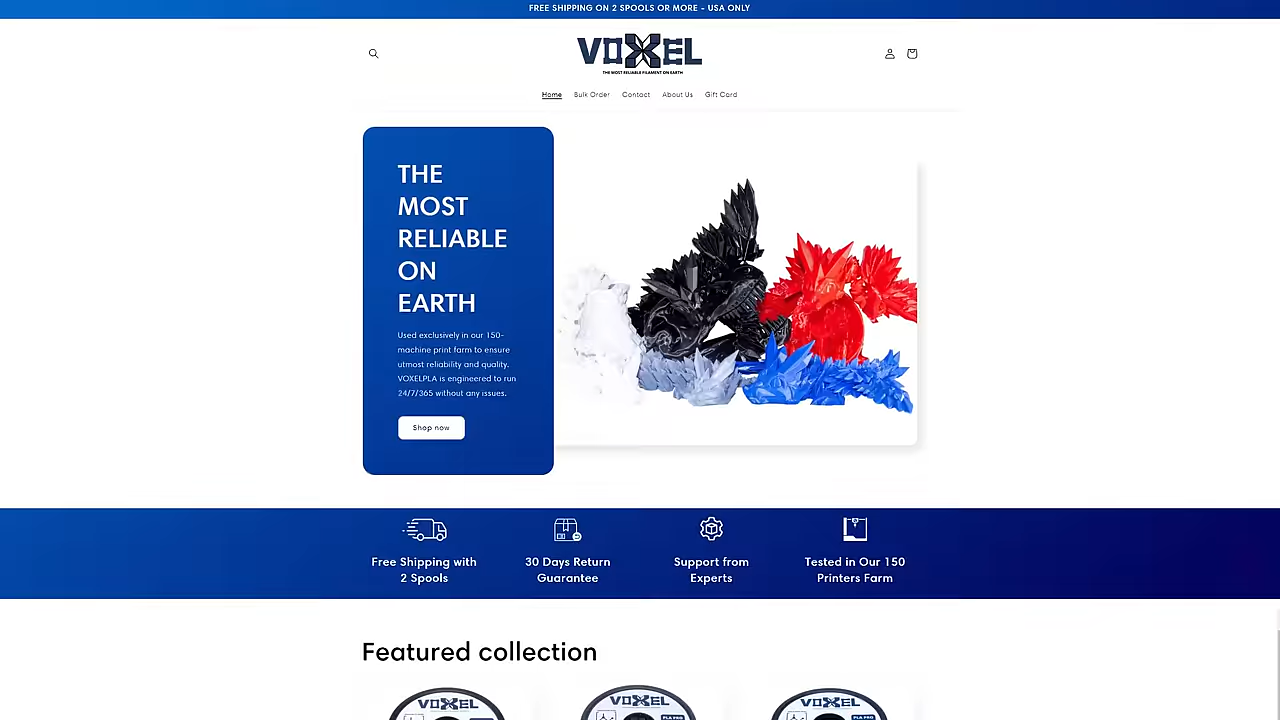 FREE SHIPPING ON 2 SPOOLS OR MORE - USA ONLY
VOXEL
THE MOST RELIABLE FILAMENT ON EARTH
Home Bulk Order Contact About Us Gift Card
THE
MOST
RELIABLE
ON
EARTH
Used exclusively in our 150-
machine print farm to ensure
utmost reliability and quality.
VOXELPLA is engineered to run
24/7/365 without any issues.
Shop now
Free Shipping with
2 Spools
30 Days Return
Guarantee
Support from
Experts
Tested in Our 150
Printers Farm
Featured collection
VOXEL VOXEL VOXEL
PLA PRO PLA PRO